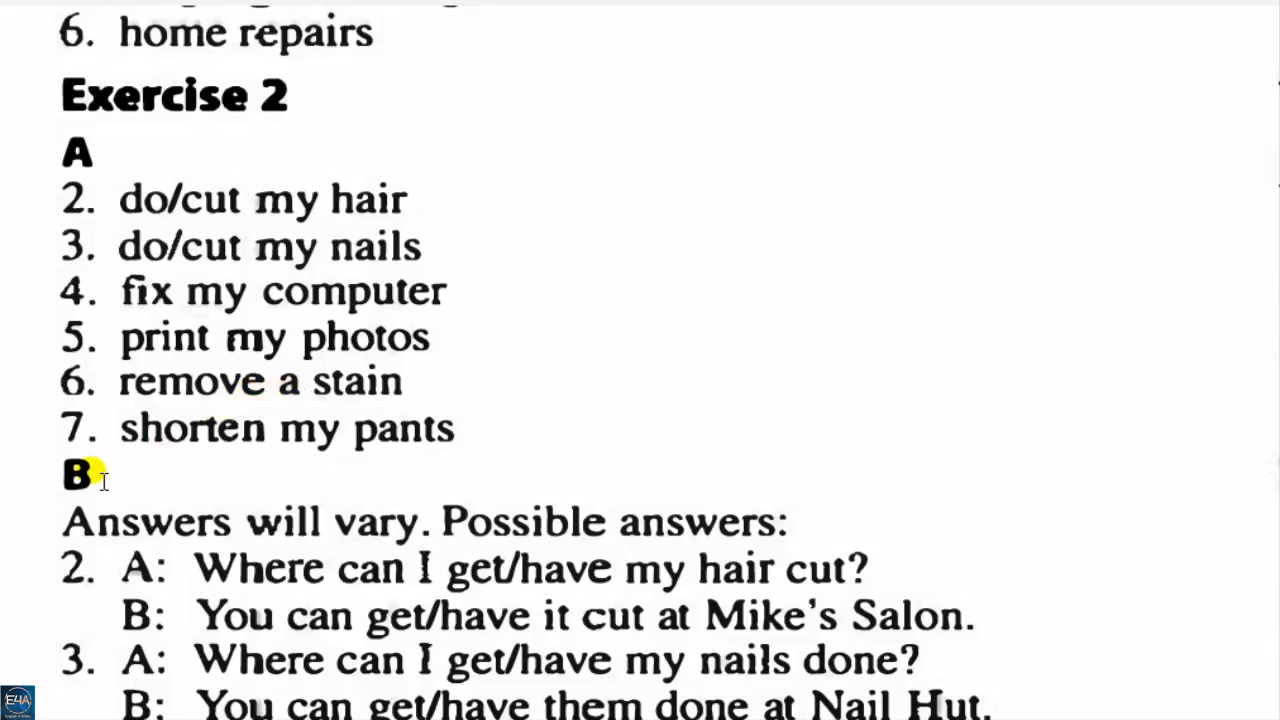 6. home repairs
Exercise 2
A
2. do/cut my hair
3. do/cut my nails
4. fix my computer
5. print my photos
6. remove a stain
7. shorten my pants
B
Answers will vary. Possible answers:
2. A: Where can I get/have my hair cut?
B: You can get/have it cut at Mike's Salon.
3. A: Where can I get/have my nails done?
B: You can get/have them done at Nail Hut.
E4A